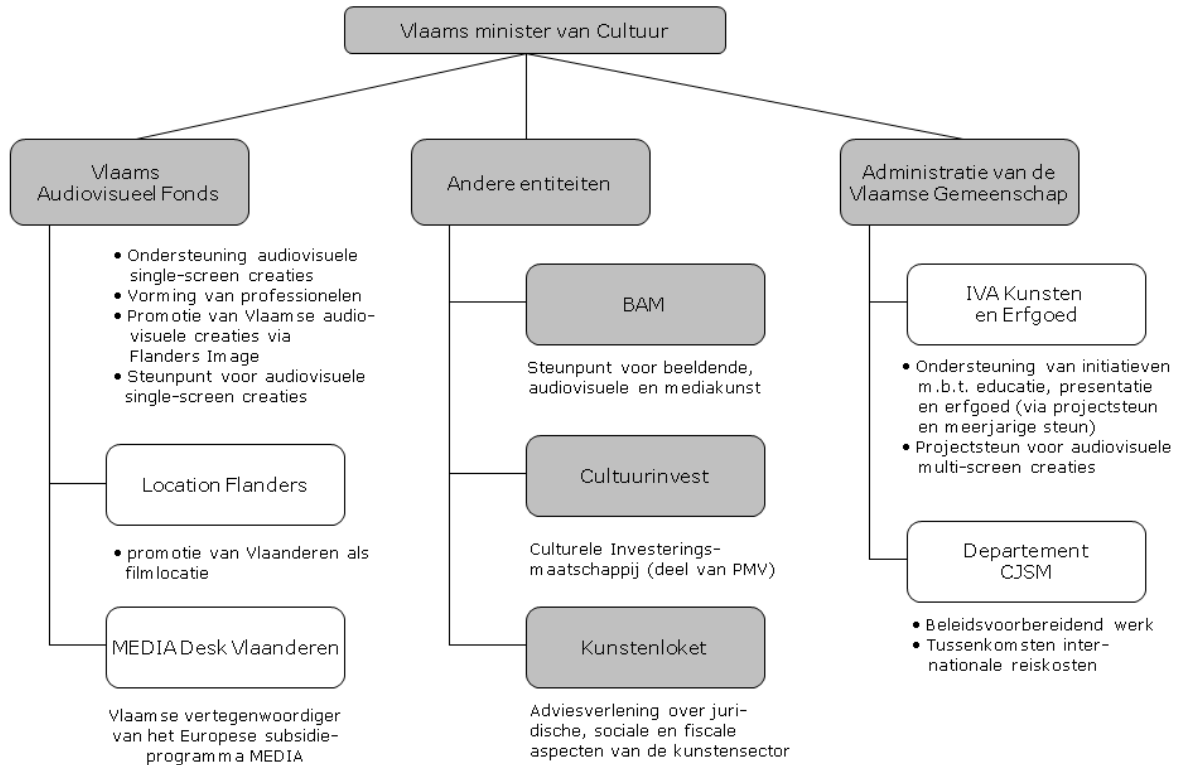 Vlaams minister van Cultuur
Vlaams
Audiovisueel Fonds
• Ondersteuning audiovisuele
single-screen creaties
• Vorming van professionelen
• Promotie van Vlaamse audio-
visuele creaties via
Flanders Image
• Steunpunt voor audiovisuele
single-screen creaties
Location Flanders
• promotie van Vlaanderen als
filmlocatie
MEDIA Desk Vlaanderen
Vlaamse vertegenwoordiger
van het Europese subsidie-
programma MEDIA
Andere entiteiten
BAM
Steunpunt voor beeldende,
audiovisuele en mediakunst
Cultuurinvest
Culturele Investerings-
maatschappij (deel van PMV)
Kunstenloket
Adviesverlening over juri-
dische, sociale en fiscale
aspecten van de kunstensector
Administratie van de
Vlaamse Gemeenschap
IVA Kunsten
en Erfgoed
• Ondersteuning van initiatieven
m.b.t. educatie, presentatie
en erfgoed (via projectsteun
en meerjarige steun)
• Projectsteun voor audiovisuele
multi-screen creaties
Departement
CJSM
• Beleidsvoorbereidend werk
• Tussenkomsten inter-
nationale reiskosten